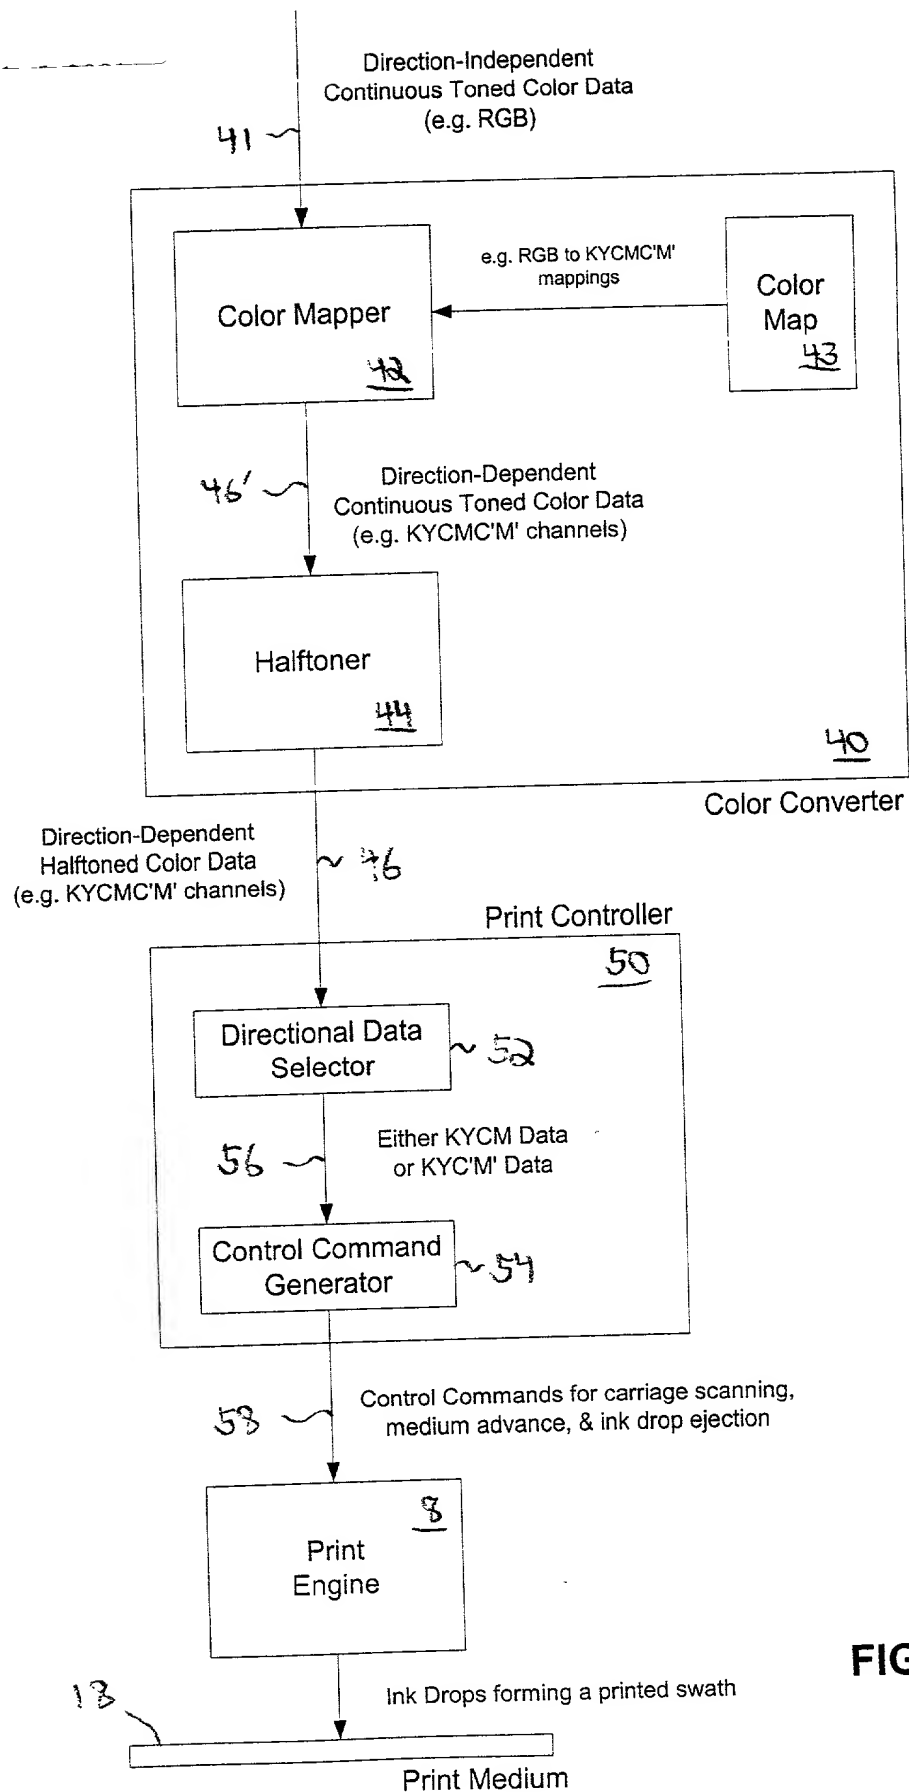 Direction-Independent
Continuous Toned Color Data
(e.g. RGB)
41
Color Mapper
42
e.g. RGB to KYCMC'M'
mappings
Color
Map
43
46'
Direction-Dependent
Continuous Toned Color Data
(e.g. KYCMC'M' channels)
Halftoner
44
40
Color Converter
Direction-Dependent
Halftoned Color Data
(e.g. KYCMC'M' channels)
46
Print Controller
50
Directional Data
Selector
52
56
Either KYCM Data
or KYC'M' Data
Control Command
Generator
54
58
Control Commands for carriage scanning,
medium advance, & ink drop ejection
8
Print
Engine
FIG
18
Ink Drops forming a printed swath
Print Medium